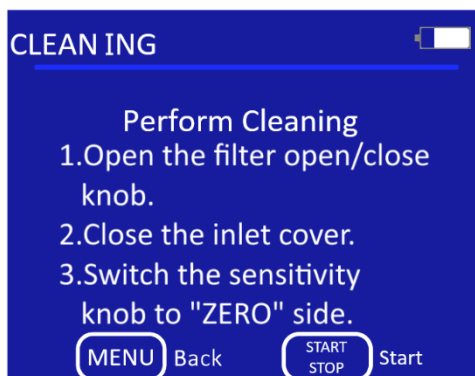 CLEAN ING
Perform Cleaning
1.Open the filter open/close
knob.
2.Close the inlet cover.
3.Switch the sensitivity
knob to "ZERO" side.
MENU Back START STOP Start